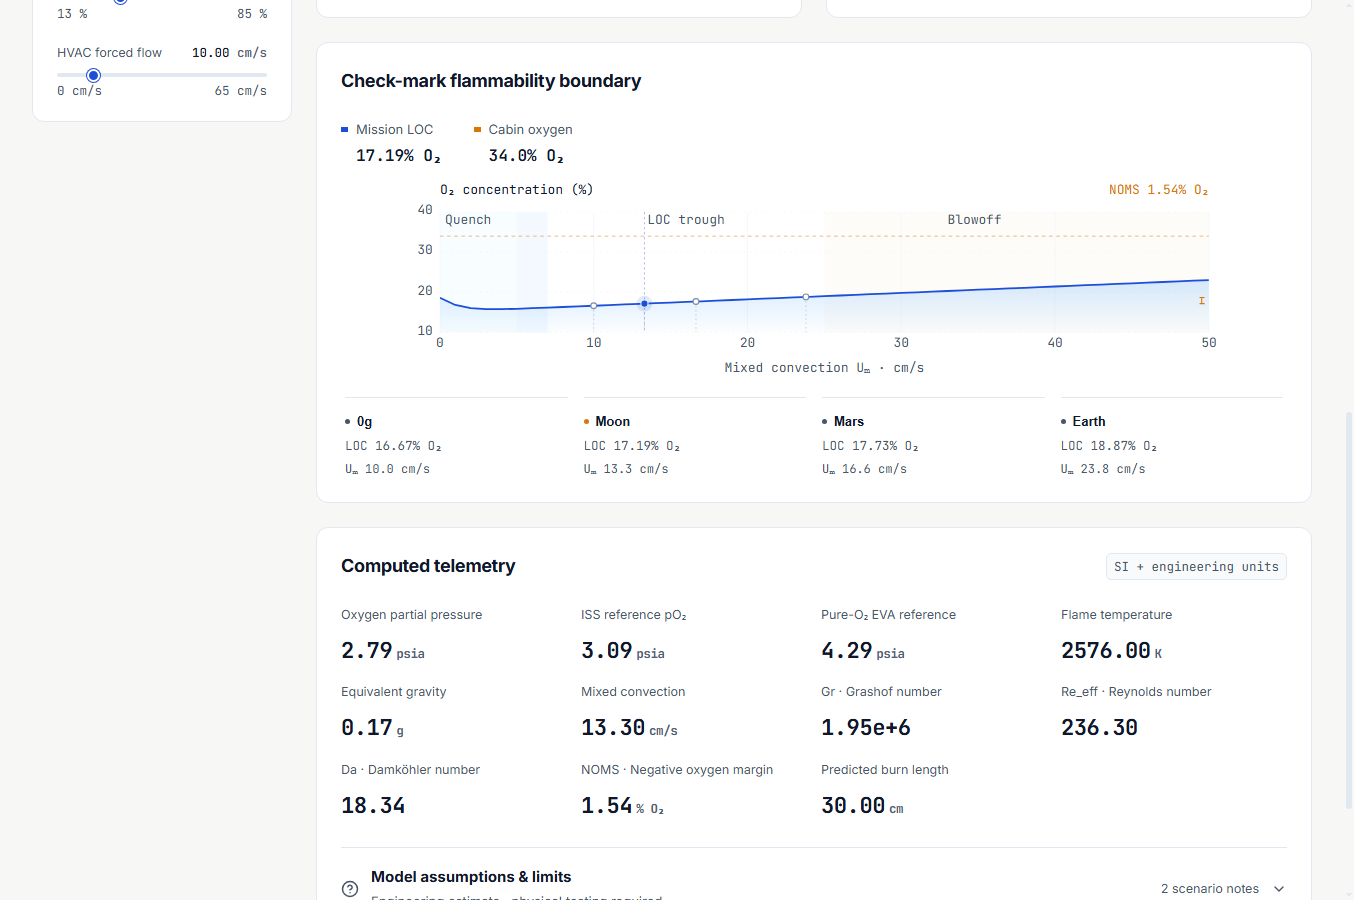 13 % 85 %
HVAC forced flow 10.00 cm/s
0 cm/s 65 cm/s
Check-mark flammability boundary
Mission LOC Cabin oxygen
17.19% O₂ 34.0% O₂
O₂ concentration (%) NOMS 1.54% O₂
40
Quench LOC trough Blowoff
30
20
10
0 10 20 30 40 50
Mixed convection Uₘ · cm/s
0g Moon Mars Earth
LOC 16.67% O₂ LOC 17.19% O₂ LOC 17.73% O₂ LOC 18.87% O₂
Uₘ 10.0 cm/s Uₘ 13.3 cm/s Uₘ 16.6 cm/s Uₘ 23.8 cm/s
Computed telemetry SI + engineering units
Oxygen partial pressure ISS reference pO₂ Pure-O₂ EVA reference Flame temperature
2.79 psia 3.09 psia 4.29 psia 2576.00 K
Equivalent gravity Mixed convection Gr · Grashof number Re_eff · Reynolds number
0.17 g 13.30 cm/s 1.95e+6 236.30
Da · Damköhler number NOMS · Negative oxygen margin Predicted burn length
18.34 1.54 % O₂ 30.00 cm
Model assumptions & limits 2 scenario notes
Engineering estimate · physical testing required